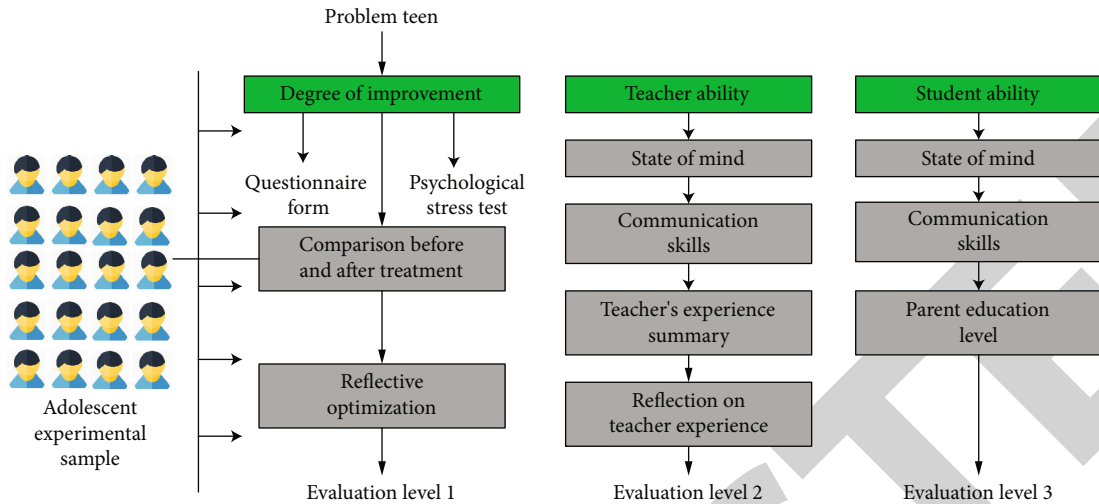 Problem teen
Degree of improvement
Questionnaire
form
Psychological
stress test
Comparison before
and after treatment
Reflective
optimization
Evaluation level 1
Adolescent
experimental
sample
Teacher ability
State of mind
Communication
skills
Teacher's experience
summary
Reflection on
teacher experience
Evaluation level 2
Student ability
State of mind
Communication
skills
Parent education
level
Evaluation level 3